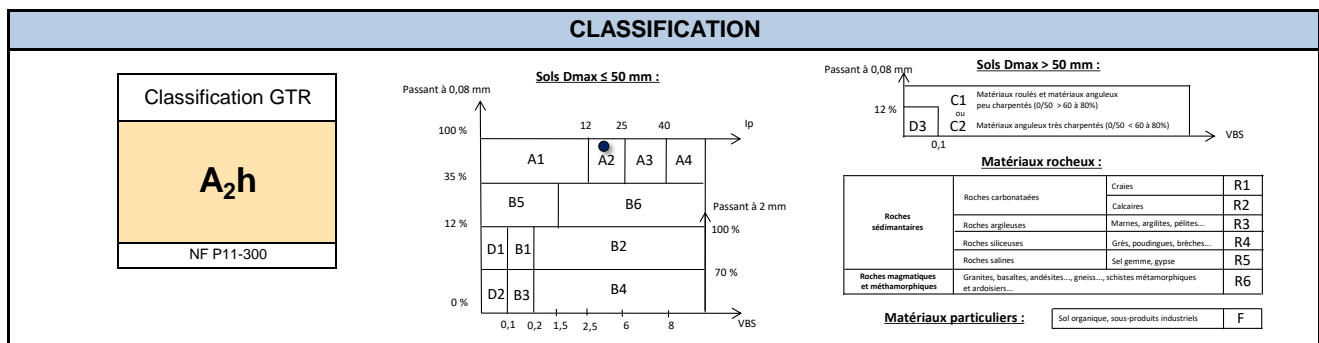 CLASSIFICATION
Classification GTR
A₂h
NF P11-300
Sols Dmax ≤ 50 mm :
Passant à 0,08 mm
12 25 40 Ip
100 %
A1 A2 A3 A4
35 %
B5 B6
Passant à 2 mm
12 %
100 %
D1 B1 B2
70 %
D2 B3 B4
0 %
0,1 0,2 1,5 2,5 6 8 VBS
Sols Dmax > 50 mm :
Passant à 0,08 mm
C1 Matériaux roulés et matériaux anguleux
peu charpentés (0/50 > 60 à 80%)
12 %
ou
D3 C2 Matériaux anguleux très charpentés (0/50 < 60 à 80%)
VBS
0,1
Matériaux rocheux :
Roches
sédimantaires
Roches carbonataées
Craies R1
Calcaires R2
Roches argileuses Marnes, argilites, pélites... R3
Roches siliceuses Grès, poudingues, brèches... R4
Roches salines Sel gemme, gypse R5
Roches magmatiques
et méthamorphiques
Granites, basaltes, andésites..., gneiss..., schistes métamorphiques
et ardoisiers...
R6
Matériaux particuliers : Sol organique, sous-produits industriels F